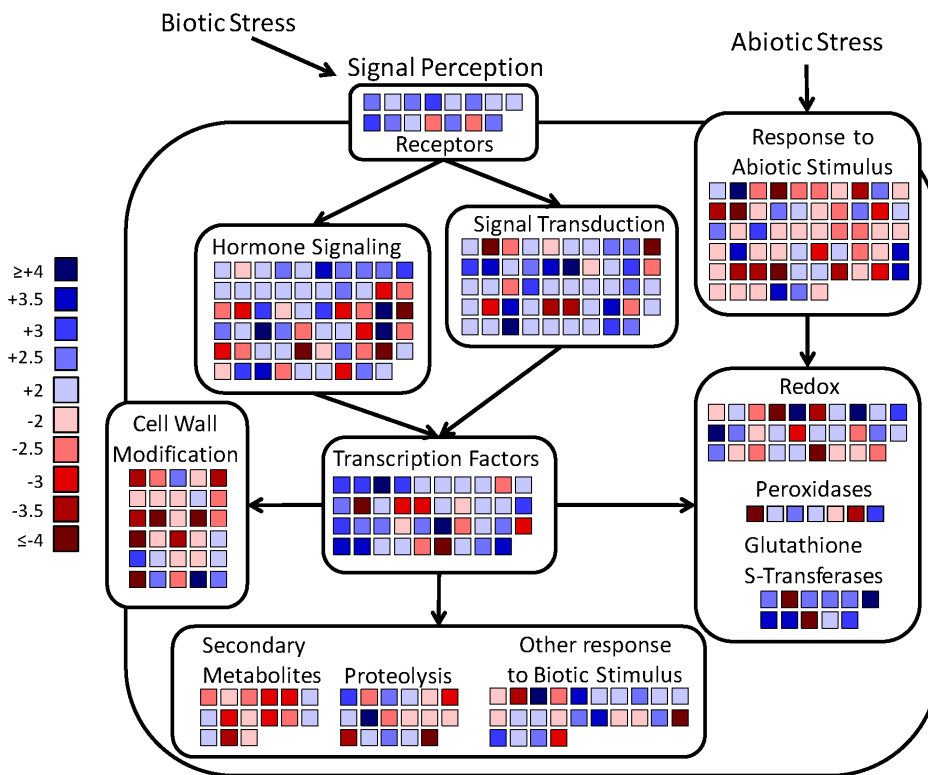 Biotic Stress
Abiotic Stress
Signal Perception
Receptors
Response to
Abiotic Stimulus
Hormone Signaling
Signal Transduction
≥+4
+3.5
+3
+2.5
+2
-2
-2.5
-3
-3.5
≤-4
Cell Wall
Modification
Transcription Factors
Redox
Peroxidases
Glutathione
S-Transferases
Secondary
Metabolites
Proteolysis
Other response
to Biotic Stimulus